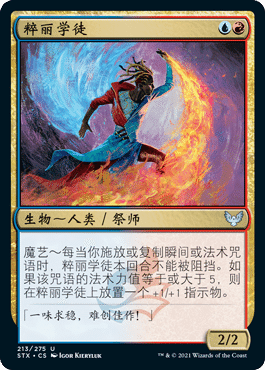 粹丽学徒
生物～人类／祭师
魔艺～每当你施放或复制瞬间或法术咒
语时，粹丽学徒本回合不能被阻挡。如
果该咒语的法术力值等于或大于5，则
在粹丽学徒上放置一个+1/+1指示物。
「一味求稳，难创佳作！」
2/2
213/275 U
STX • CS Igor Kieryluk
™ & © 2021 Wizards of the Coast